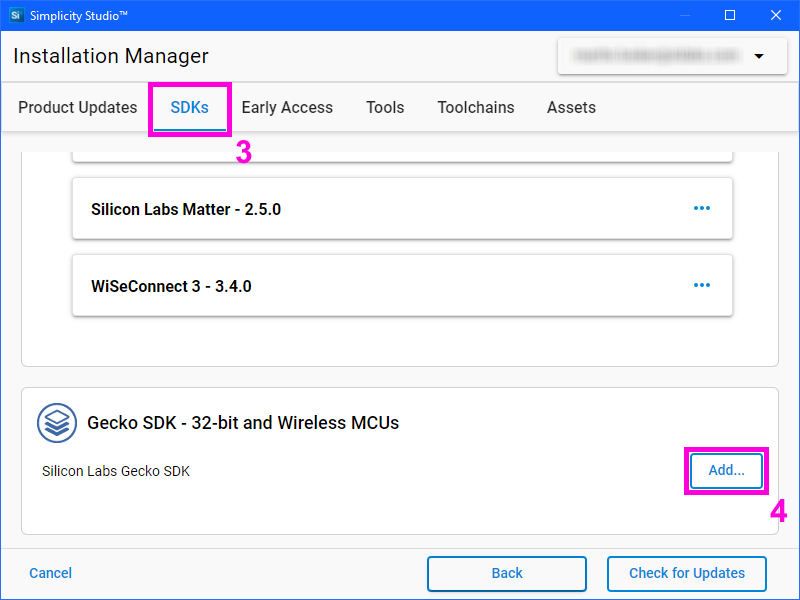 Si Simplicity Studio™
Installation Manager
Product Updates SDKs Early Access Tools Toolchains Assets
3
Silicon Labs Matter - 2.5.0
WiSeConnect 3 - 3.4.0
Gecko SDK - 32-bit and Wireless MCUs
Silicon Labs Gecko SDK Add...
4
Cancel Back Check for Updates